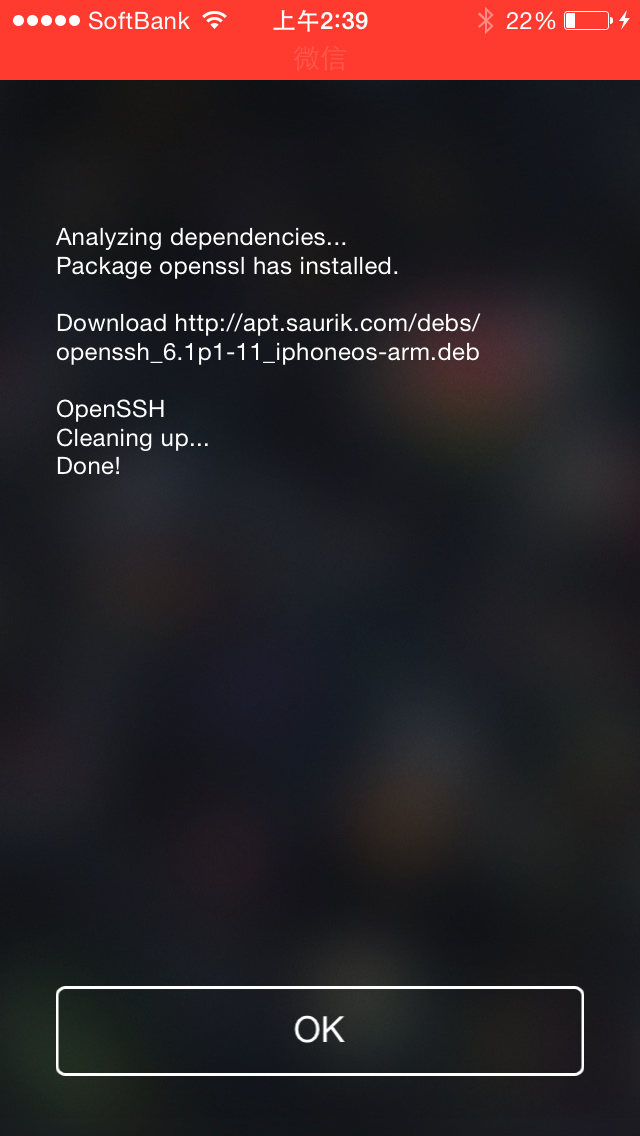 SoftBank 上午2:39 22%
微信
Analyzing dependencies...
Package openssl has installed.
Download http://apt.saurik.com/debs/
openssh_6.1p1-11_iphoneos-arm.deb
OpenSSH
Cleaning up...
Done!
OK